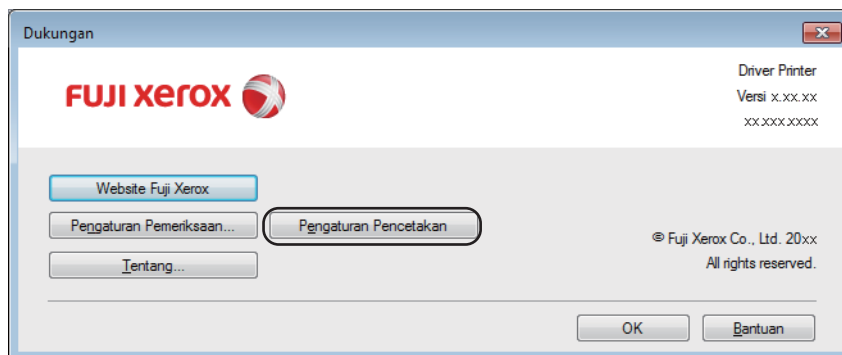 Dukungan
FUJI xerox
Driver Printer
Versi x.xx.xx
xx.xxx.xxxx
Website Fuji Xerox
Pengaturan Pemeriksaan...
Pengaturan Pencetakan
Tentang...
© Fuji Xerox Co., Ltd. 20xx
All rights reserved.
OK
Bantuan